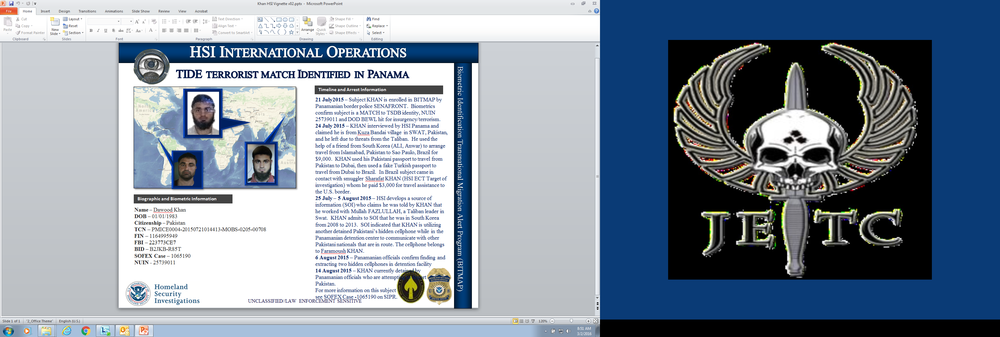 Khan HSI Vignette v02.pptx - Microsoft PowerPoint
File Home Insert Design Transitions Animations Slide Show Review View Acrobat
Paste
Cut
Copy
Format Painter
Clipboard
New Slide
Layout
Reset
Section
Slides
B I U S abc AV Aa A
Font
Text Direction
Align Text
Convert to SmartArt
Paragraph
Arrange
Quick Styles
Shape Fill
Shape Outline
Shape Effects
Drawing
Find
Replace
Select
Editing
HSI INTERNATIONAL OPERATIONS
TIDE TERRORIST MATCH IDENTIFIED IN PANAMA
North America
Asia
South
Africa
Austra
Biographic and Biometric Information
Name – Dawood Khan
DOB – 01/01/1983
Citizenship – Pakistan
TCN – PMICE0004-20150721014413-MOBS-0205-00708
FIN – 1164995949
FBI – 223773CE7
BID – B2JKB-R85T
SOFEX Case – 1065190
NUIN - 25739011
U.S. DEPARTMENT OF HOMELAND SECURITY
Homeland
Security
Investigations
Timeline and Arrest Information
21 July2015 – Subject KHAN is enrolled in BITMAP by
Panamanian border police SENAFRONT. Biometrics
confirm subject is a MATCH to TSDB identity, NUIN
25739011 and DOD BEWL hit for insurgency/terrorism.
24 July 2015 – KHAN interviewed by HSI Panama and
claimed he is from Kuza Bandai village in SWAT, Pakistan,
and he left due to threats from the Taliban. He used the
help of a friend from South Korea (ALI, Anwar) to arrange
travel from Islamabad, Pakistan to Sao Paulo, Brazil for
$9,000. KHAN used his Pakistani passport to travel from
Pakistan to Dubai, then used a fake Turkish passport to
travel from Dubai to Brazil. In Brazil subject came in
contact with smuggler Sharafat KHAN (HSI ECT Target of
investigation) whom he paid $3,000 for travel assistance to
the U.S. border.
25 July – 5 August 2015 – HSI develops a source of
information (SOI) who claims he was told by KHAN that
he worked with Mullah FAZLULLAH, a Taliban leader in
Swat. KHAN admits to SOI that he was in South Korea
from 2008 to 2013. SOI indicated that KHAN is utilizing
another detained Pakistani's hidden cellphone while in the
Panamanian detention center to communicate with other
Pakistani nationals that are in route. The cellphone belongs
to Faramoush KHAN.
6 August 2015 – Panamanian officials confirm finding and
extracting two hidden cellphones in detention facility
14 August 2015 – KHAN currently detained by
Panamanian officials who are
Pakistan.
For more information on this subject
see SOFEX Case -1065190 on SIPR.
UNITED STATES SPECIAL OPERATIONS COMMAND
HOMELAND SECURITY INVESTIGATIONS
SPECIAL AGENT
UNCLASSIFIED//LAW ENFORCEMENT SENSITIVE
Biometric Identification Transnational Migration Alert Program (BITMAP)
JETC
Slide 1 of 1 "2_Office Theme" English (U.S.)
120%
8:51 AM
3/2/2016